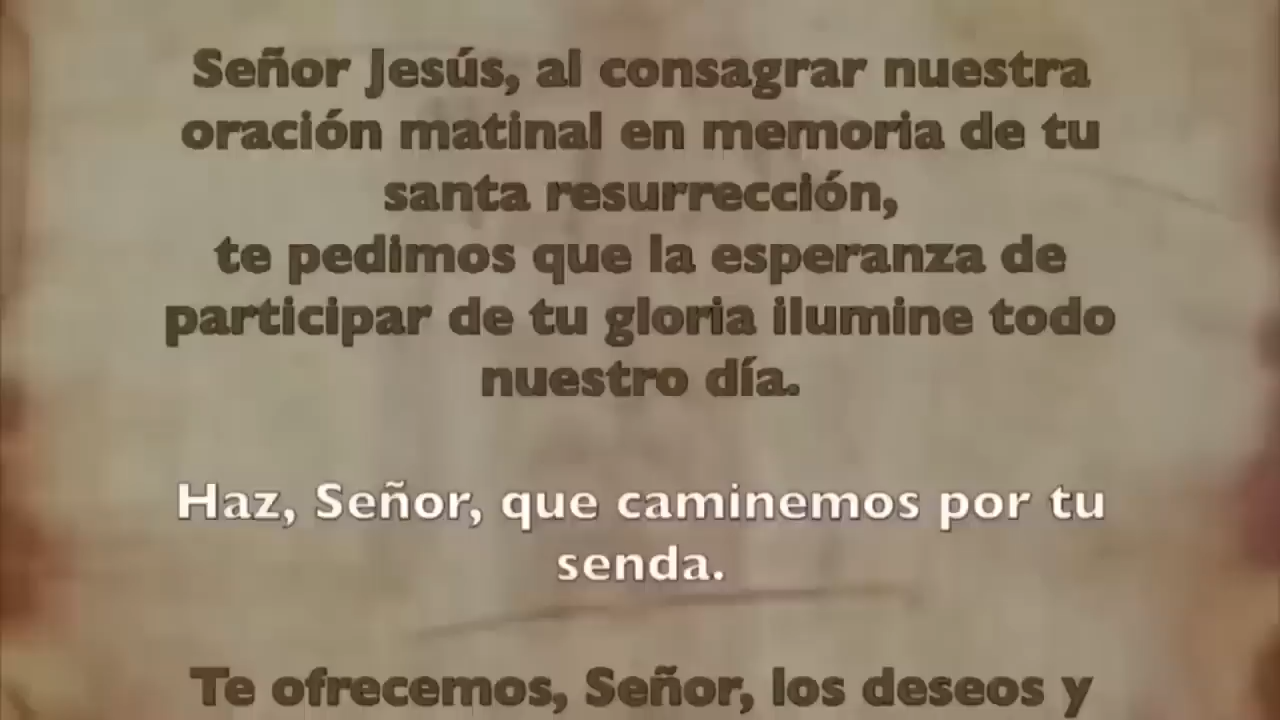 Señor Jesús, al consagrar nuestra
oración matinal en memoria de tu
santa resurrección,
te pedimos que la esperanza de
participar de tu gloria ilumine todo
nuestro día.
Haz, Señor, que caminemos por tu
senda.
Te ofrecemos, Señor, los deseos y